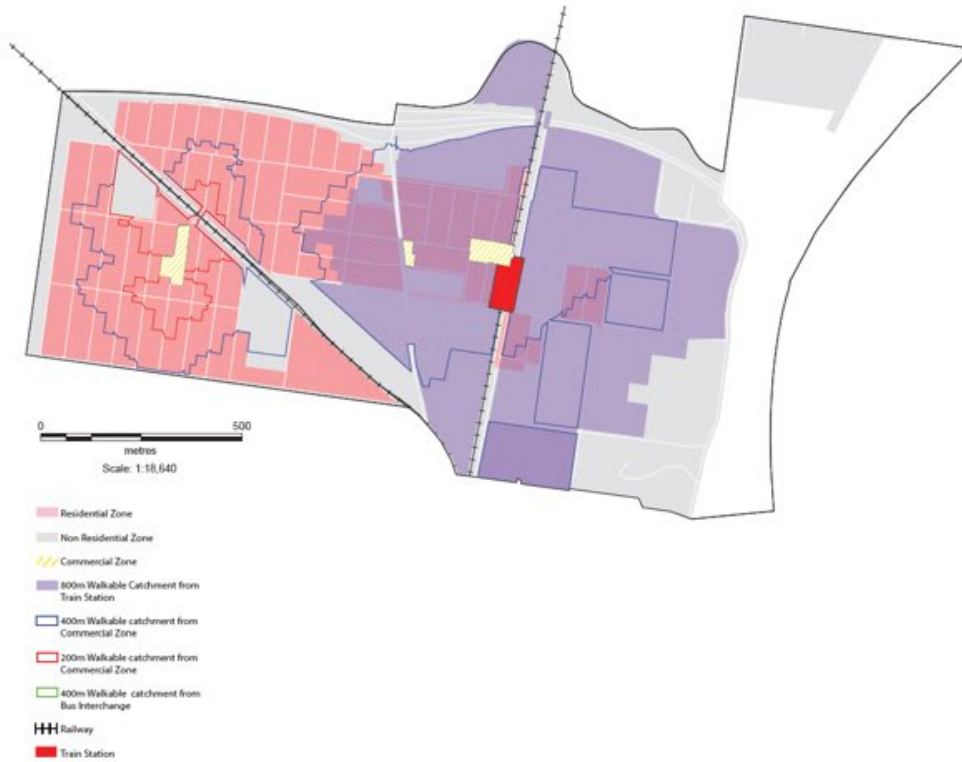 0 500
metres
Scale: 1:18,640
Residential Zone
Non Residential Zone
Commercial Zone
800m Walkable Catchment from
Train Station
400m Walkable catchment from
Commercial Zone
200m Walkable catchment from
Commercial Zone
400m Walkable catchment from
Bus Interchange
Railway
Train Station